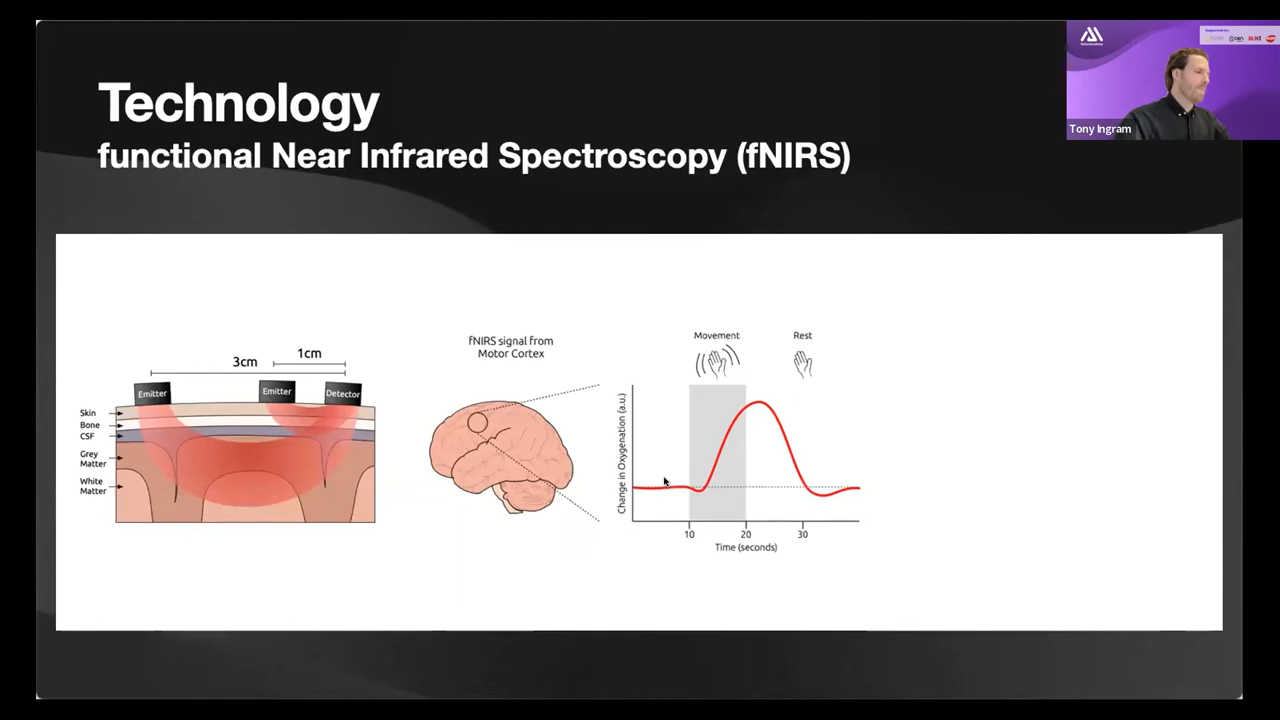 Technology
functional Near Infrared Spectroscopy (fNIRS)
Tony Ingram
3cm
1cm
Emitter
Emitter
Detector
Skin
Bone
CSF
Grey
Matter
White
Matter
fNIRS signal from
Motor Cortex
Movement
Rest
Change in Oxygenation (a.u.)
10
20
30
Time (seconds)